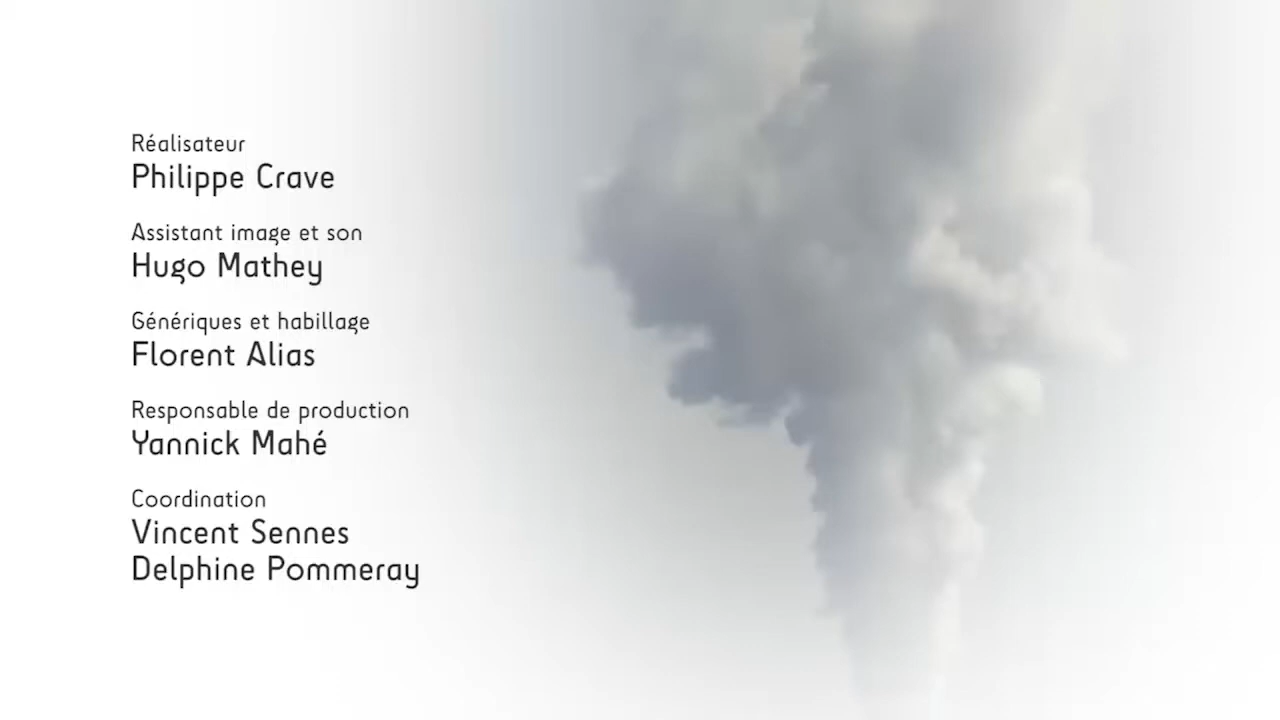 Réalisateur
Philippe Crave
Assistant image et son
Hugo Mathey
Génériques et habillage
Florent Alias
Responsable de production
Yannick Mahé
Coordination
Vincent Sennes
Delphine Pommeray